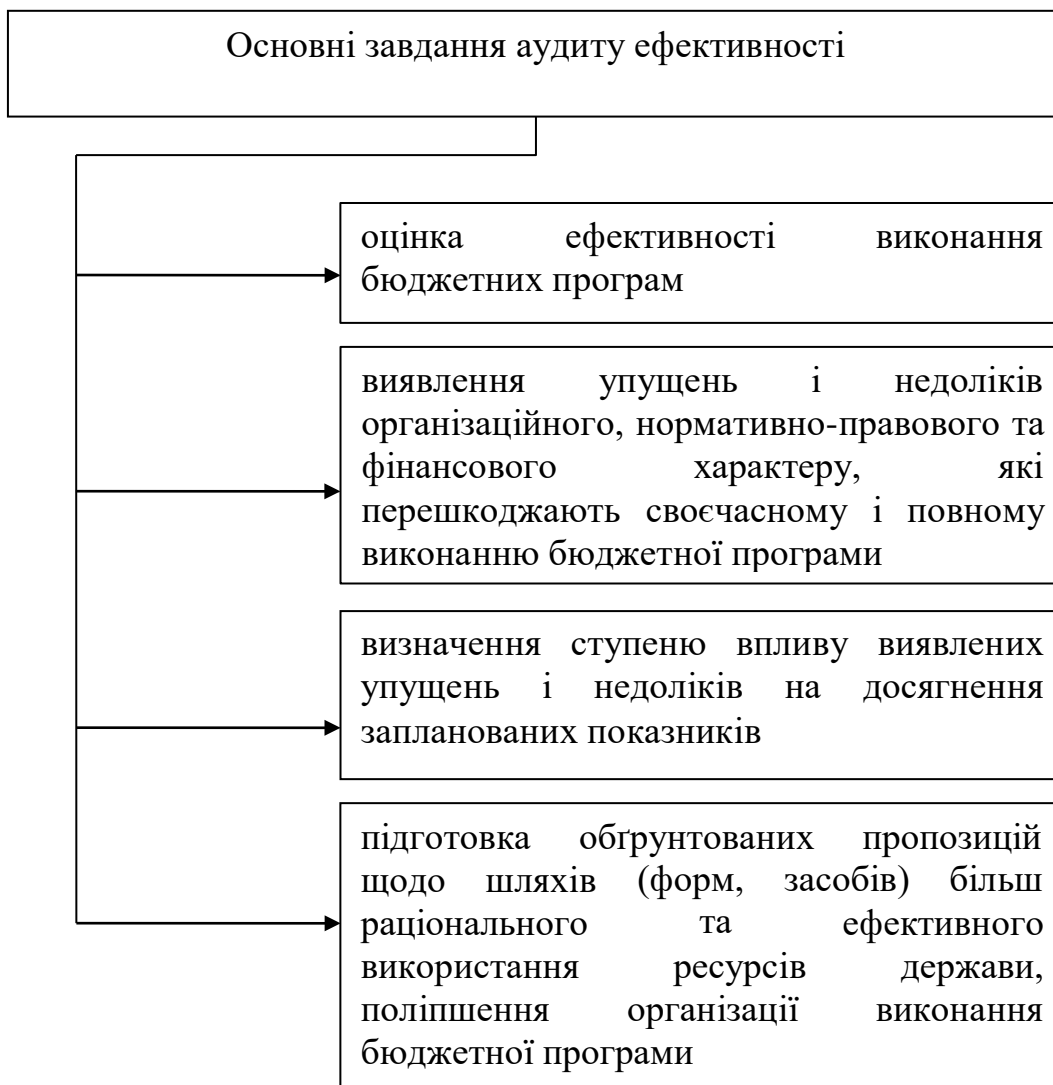 Основні завдання аудиту ефективності
оцінка ефективності виконання
бюджетних програм
виявлення упущень і недоліків
організаційного, нормативно-правового та
фінансового характеру, які
перешкоджають своєчасному і повному
виконанню бюджетної програми
визначення ступеню впливу виявлених
упущень і недоліків на досягнення
запланованих показників
підготовка обґрунтованих пропозицій
щодо шляхів (форм, засобів) більш
раціонального та ефективного
використання ресурсів держави,
поліпшення організації виконання
бюджетної програми